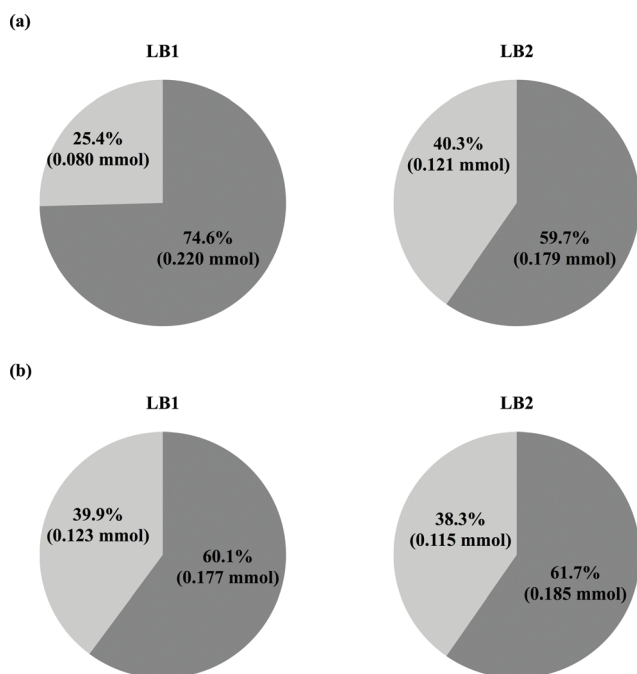 (a)
LB1
LB2
25.4%
(0.080 mmol)
74.6%
(0.220 mmol)
40.3%
(0.121 mmol)
59.7%
(0.179 mmol)
(b)
LB1
LB2
39.9%
(0.123 mmol)
60.1%
(0.177 mmol)
38.3%
(0.115 mmol)
61.7%
(0.185 mmol)